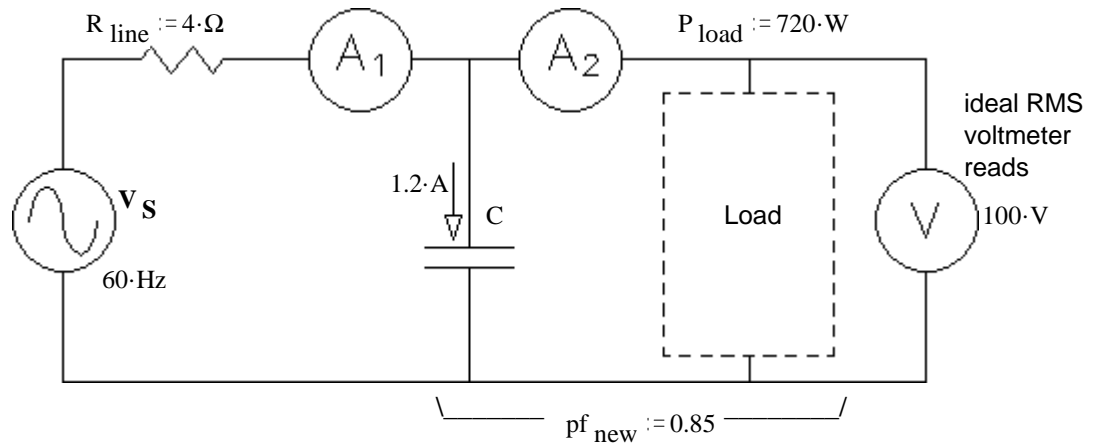 R line := 4·Ω
P load := 720·W
A1
A2
ideal RMS
voltmeter
reads
1.2·A
V S
C
Load
V
100·V
60·Hz
pf new := 0.85